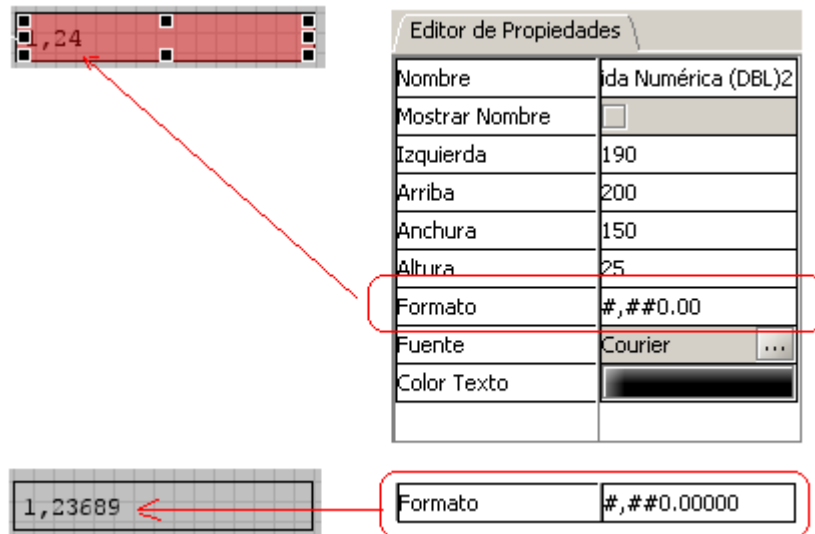 1,24
Editor de Propiedades
Nombre ida Numérica (DBL)2
Mostrar Nombre
Izquierda 190
Arriba 200
Anchura 150
Altura 25
Formato #,##0.00
Fuente Courier ...
Color Texto
1,23689
Formato #,##0.00000